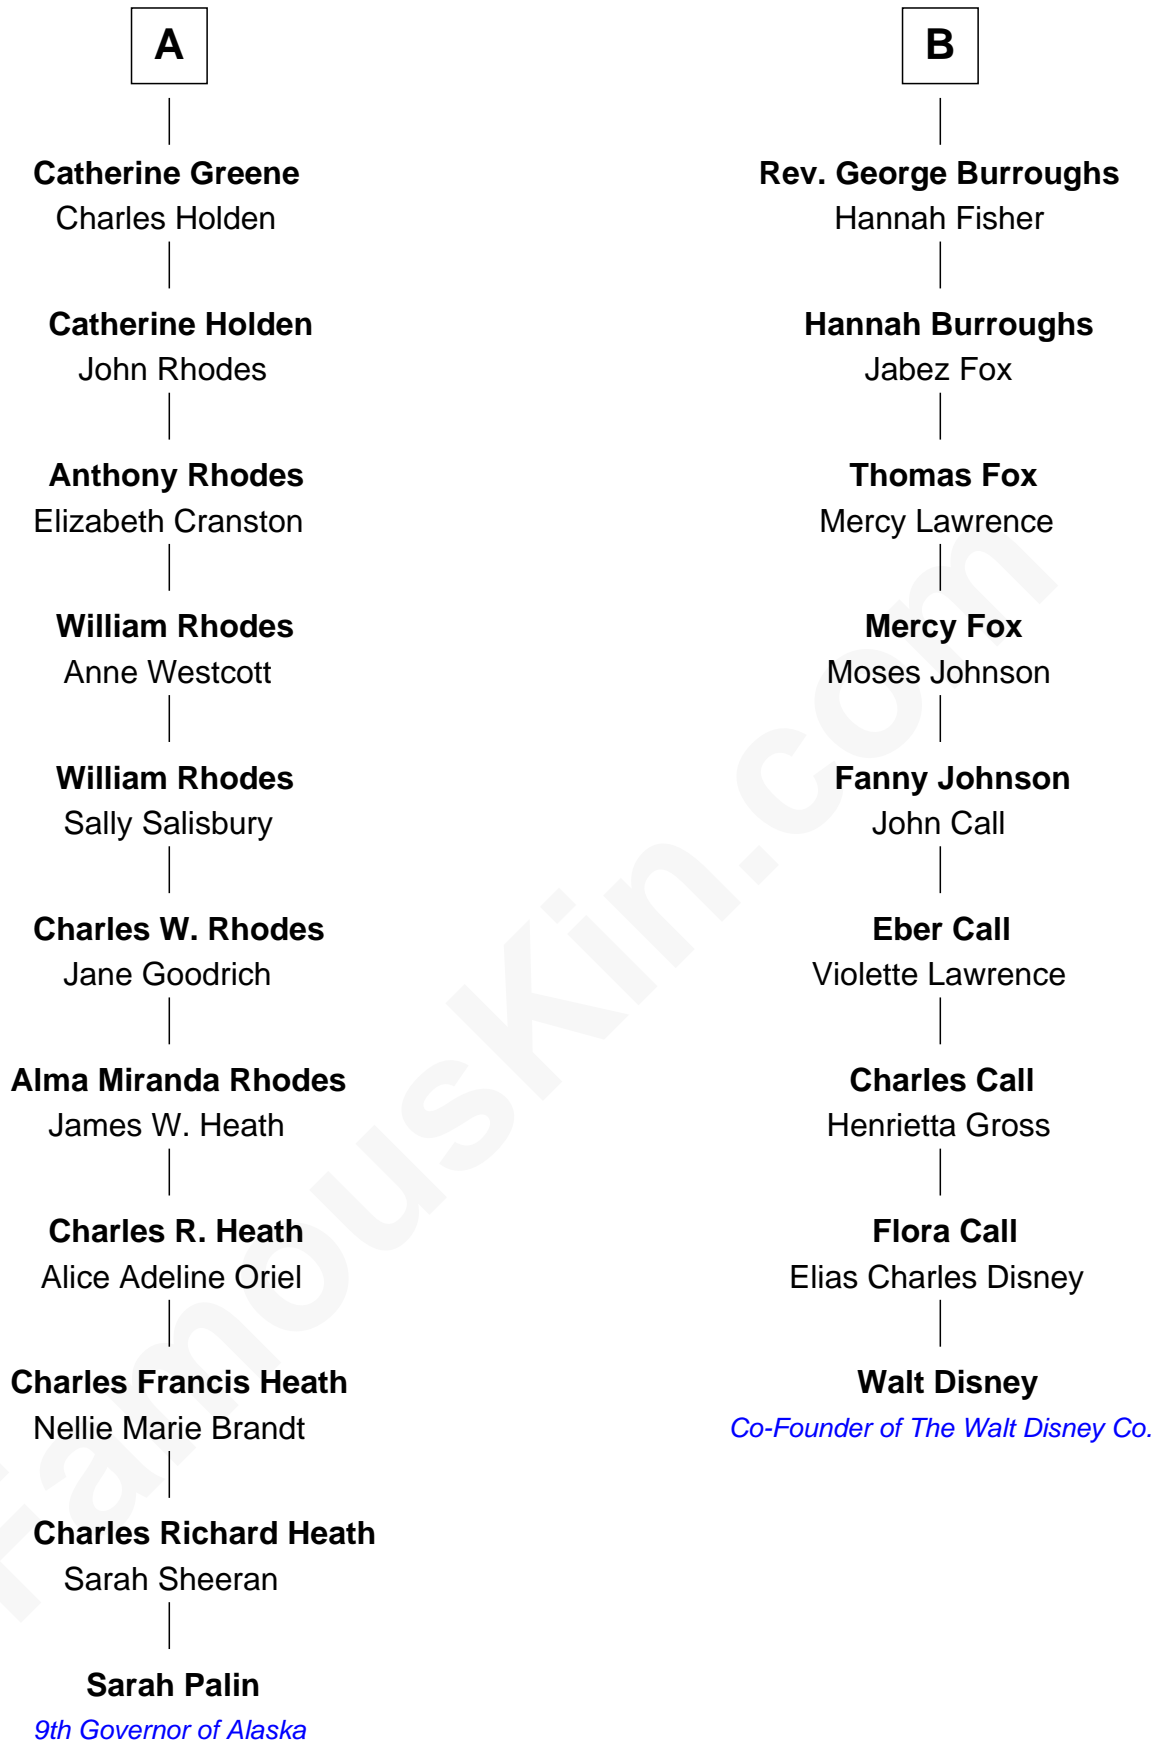 A
Catherine Greene
Charles Holden
Catherine Holden
John Rhodes
Anthony Rhodes
Elizabeth Cranston
William Rhodes
Anne Westcott
William Rhodes
Sally Salisbury
Charles W. Rhodes
Jane Goodrich
Alma Miranda Rhodes
James W. Heath
Charles R. Heath
Alice Adeline Oriel
Charles Francis Heath
Nellie Marie Brandt
Charles Richard Heath
Sarah Sheeran
Sarah Palin
9th Governor of Alaska
B
Rev. George Burroughs
Hannah Fisher
Hannah Burroughs
Jabez Fox
Thomas Fox
Mercy Lawrence
Mercy Fox
Moses Johnson
Fanny Johnson
John Call
Eber Call
Violette Lawrence
Charles Call
Henrietta Gross
Flora Call
Elias Charles Disney
Walt Disney
Co-Founder of The Walt Disney Co.
FamousKin.com